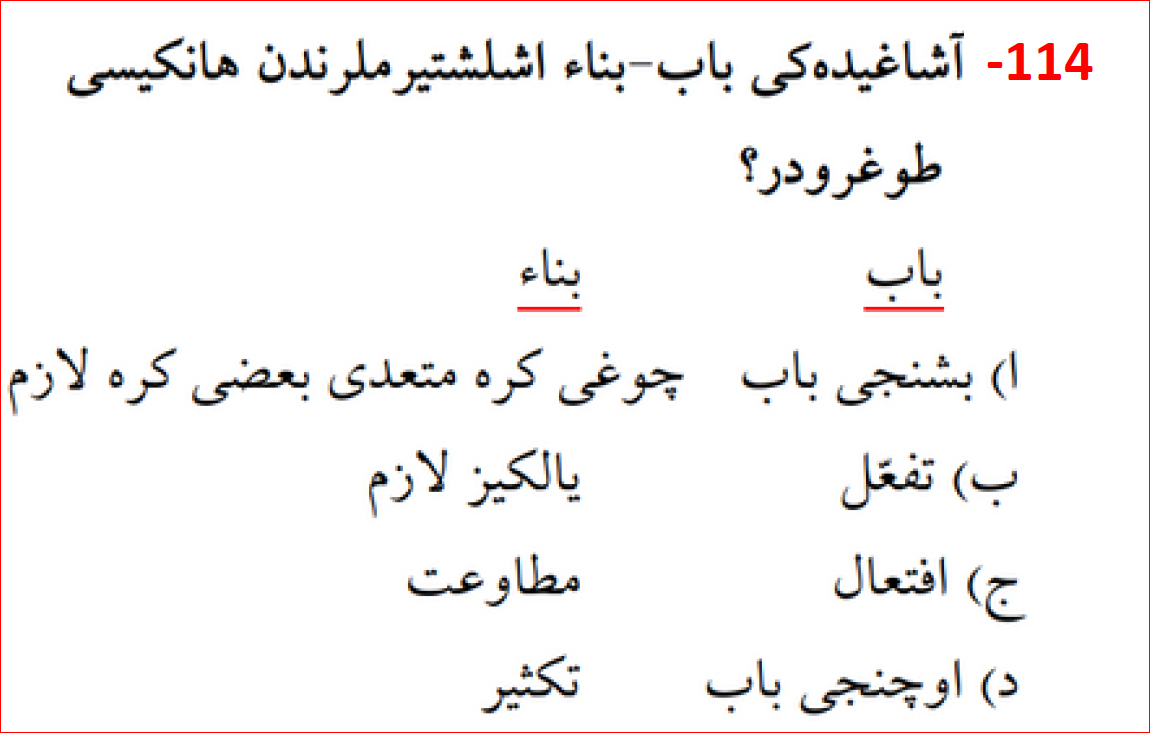 114- آشاغیده‌کی باب-بناء اشلشتیرملرندن هانکیسی
طوغرودر؟
باب بناء
ا) بشنجی باب چوغی کره متعدی بعضی کره لازم
ب) تفعّل یالکیز لازم
ج) افتعال مطاوعت
د) اوچنجی باب تکثیر